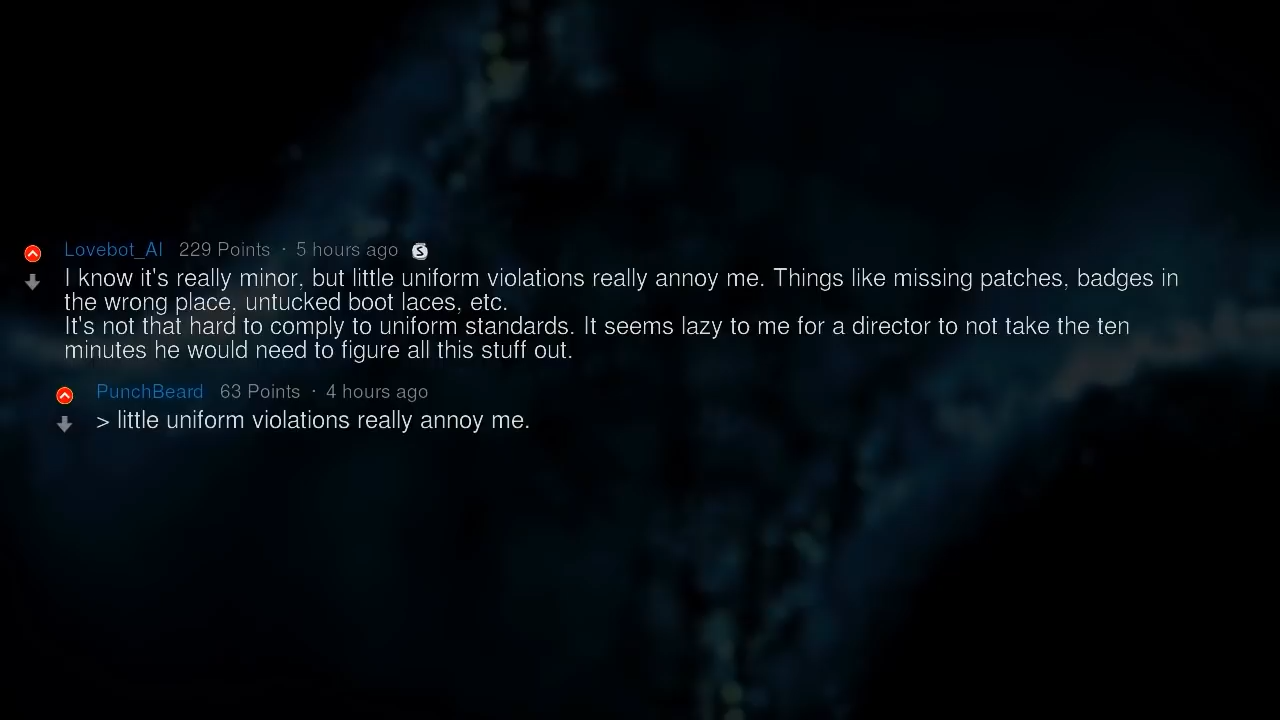 Lovebot_AI 229 Points · 5 hours ago S
I know it's really minor, but little uniform violations really annoy me. Things like missing patches, badges in
the wrong place, untucked boot laces, etc.
It's not that hard to comply to uniform standards. It seems lazy to me for a director to not take the ten
minutes he would need to figure all this stuff out.
PunchBeard 63 Points · 4 hours ago
> little uniform violations really annoy me.